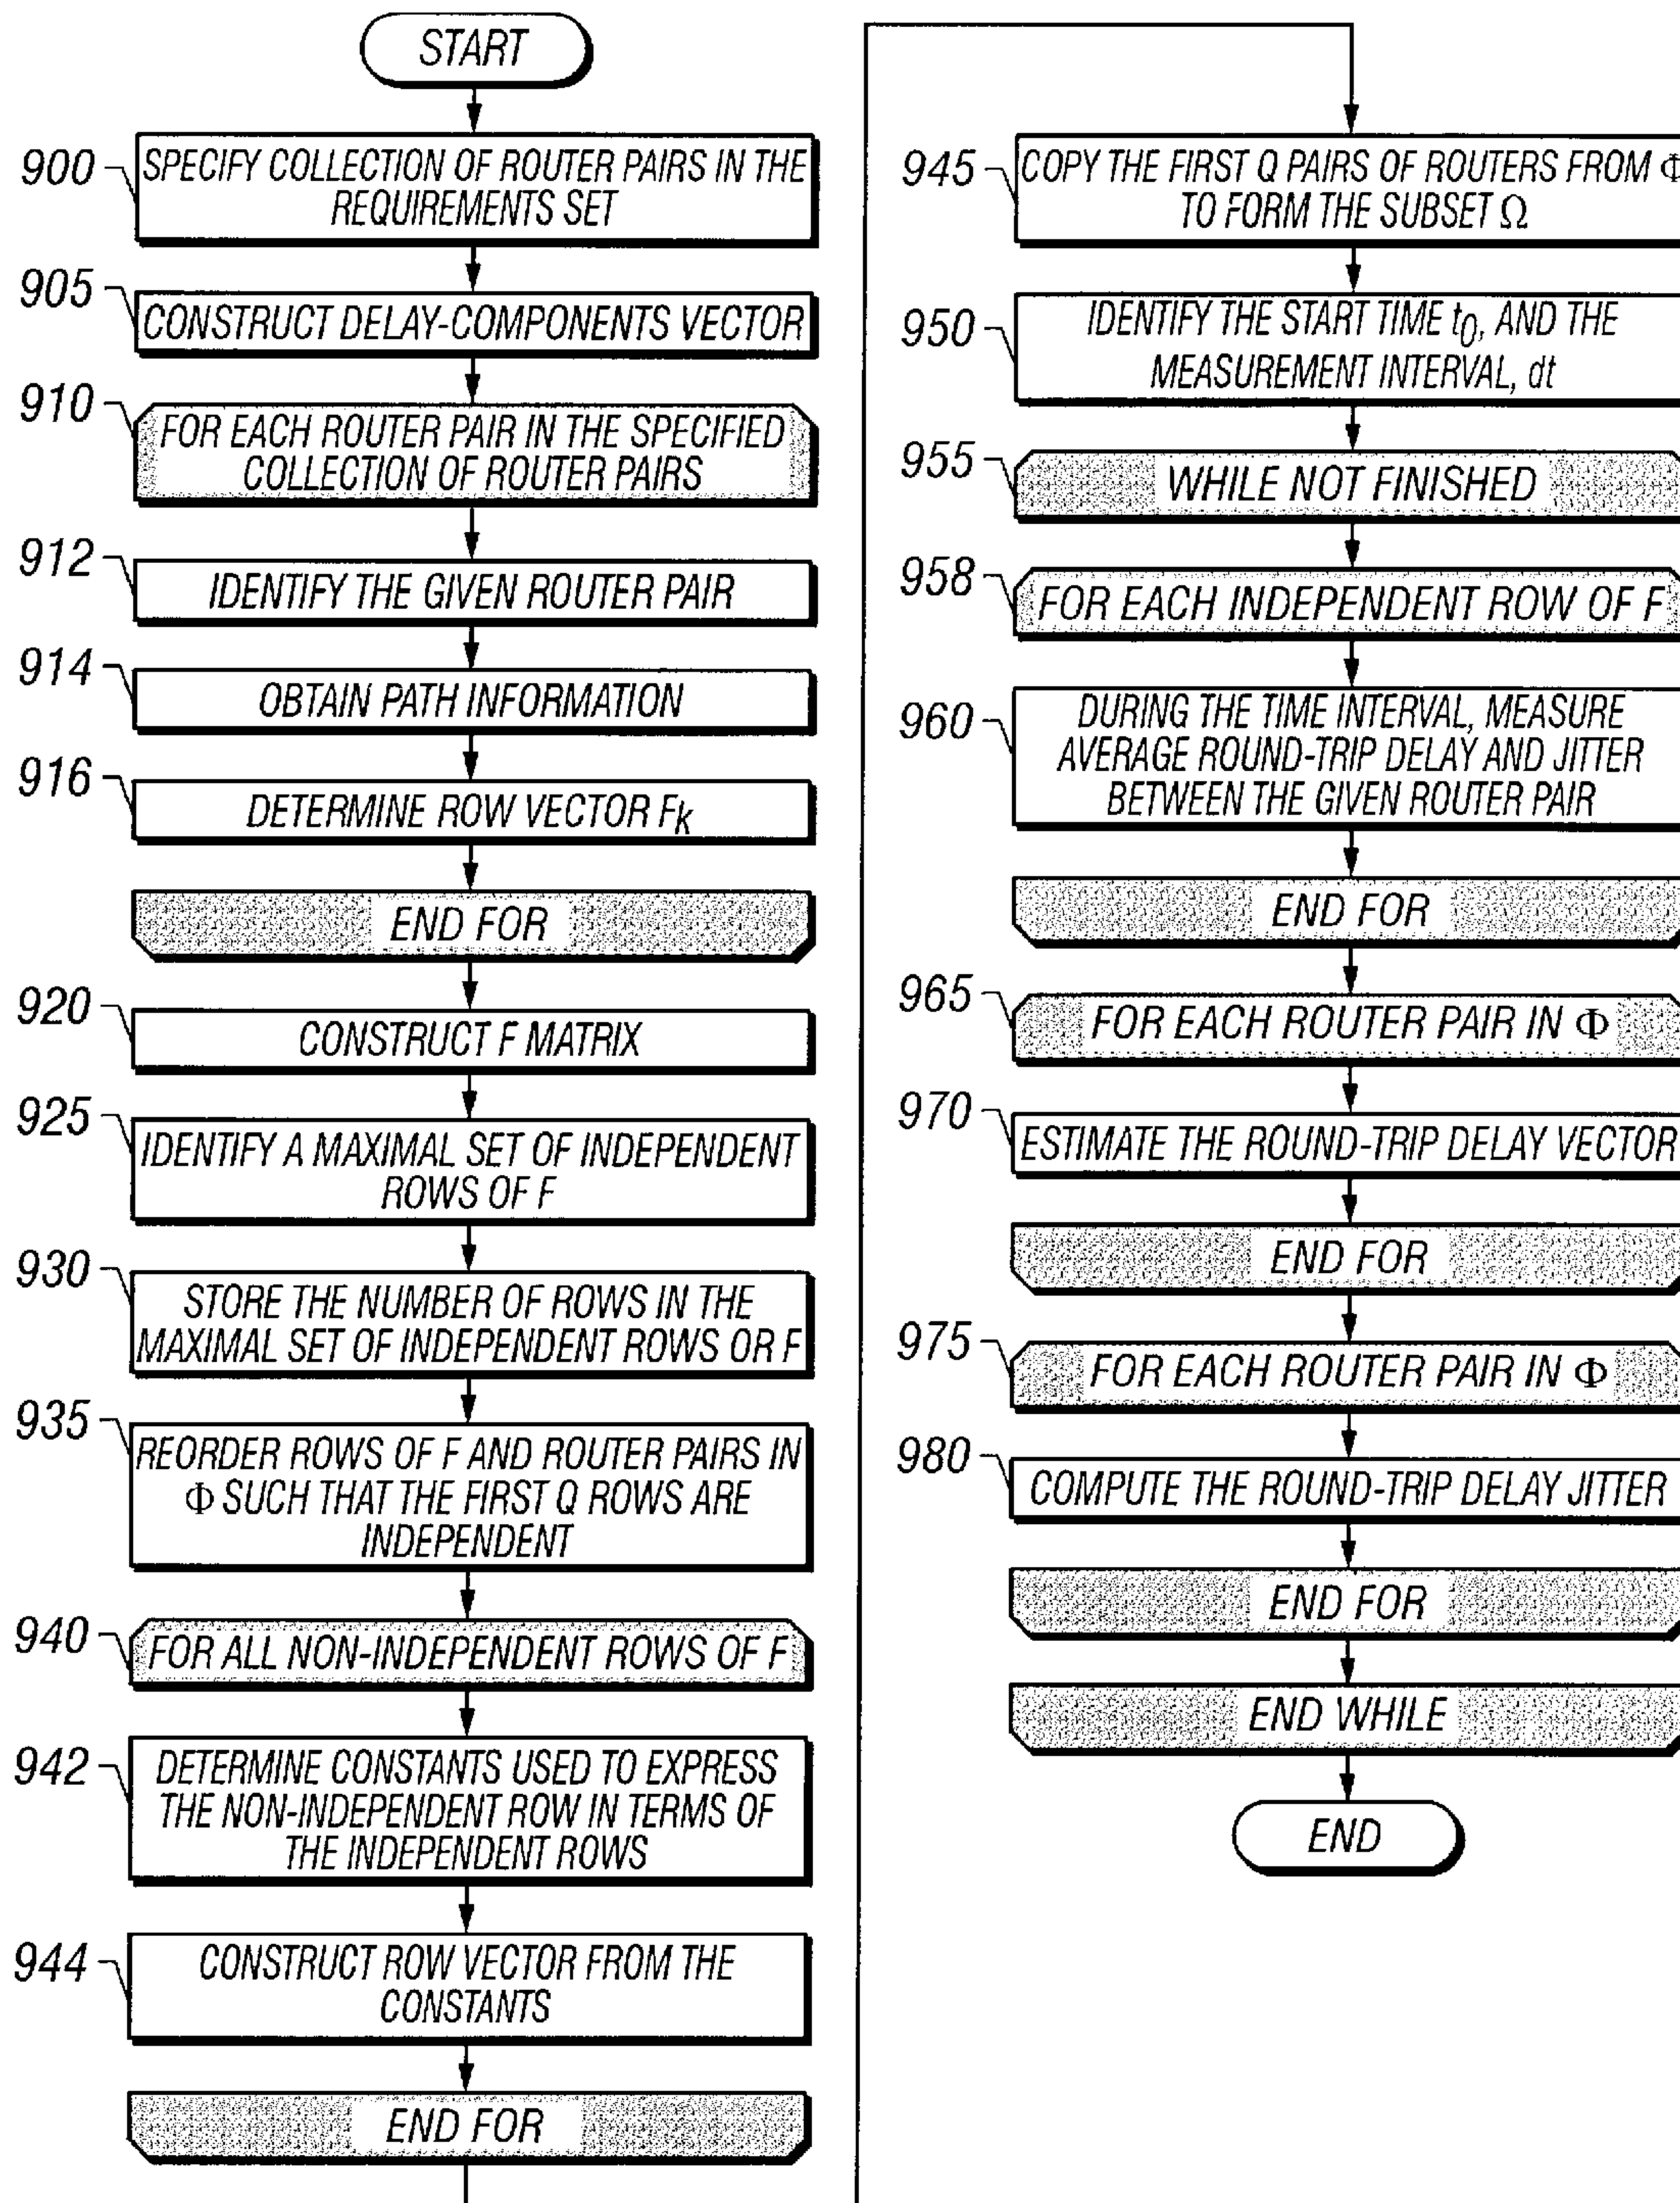 START
900
SPECIFY COLLECTION OF ROUTER PAIRS IN THE
REQUIREMENTS SET
905
CONSTRUCT DELAY-COMPONENTS VECTOR
910
FOR EACH ROUTER PAIR IN THE SPECIFIED
COLLECTION OF ROUTER PAIRS
912
IDENTIFY THE GIVEN ROUTER PAIR
914
OBTAIN PATH INFORMATION
916
DETERMINE ROW VECTOR Fk
END FOR
920
CONSTRUCT F MATRIX
925
IDENTIFY A MAXIMAL SET OF INDEPENDENT
ROWS OF F
930
STORE THE NUMBER OF ROWS IN THE
MAXIMAL SET OF INDEPENDENT ROWS OR F
935
REORDER ROWS OF F AND ROUTER PAIRS IN
Φ SUCH THAT THE FIRST Q ROWS ARE
INDEPENDENT
940
FOR ALL NON-INDEPENDENT ROWS OF F
942
DETERMINE CONSTANTS USED TO EXPRESS
THE NON-INDEPENDENT ROW IN TERMS OF
THE INDEPENDENT ROWS
944
CONSTRUCT ROW VECTOR FROM THE
CONSTANTS
END FOR
945
COPY THE FIRST Q PAIRS OF ROUTERS FROM Φ
TO FORM THE SUBSET Ω
950
IDENTIFY THE START TIME t0, AND THE
MEASUREMENT INTERVAL, dt
955
WHILE NOT FINISHED
958
FOR EACH INDEPENDENT ROW OF F
960
DURING THE TIME INTERVAL, MEASURE
AVERAGE ROUND-TRIP DELAY AND JITTER
BETWEEN THE GIVEN ROUTER PAIR
END FOR
965
FOR EACH ROUTER PAIR IN Φ
970
ESTIMATE THE ROUND-TRIP DELAY VECTOR
END FOR
975
FOR EACH ROUTER PAIR IN Φ
980
COMPUTE THE ROUND-TRIP DELAY JITTER
END FOR
END WHILE
END